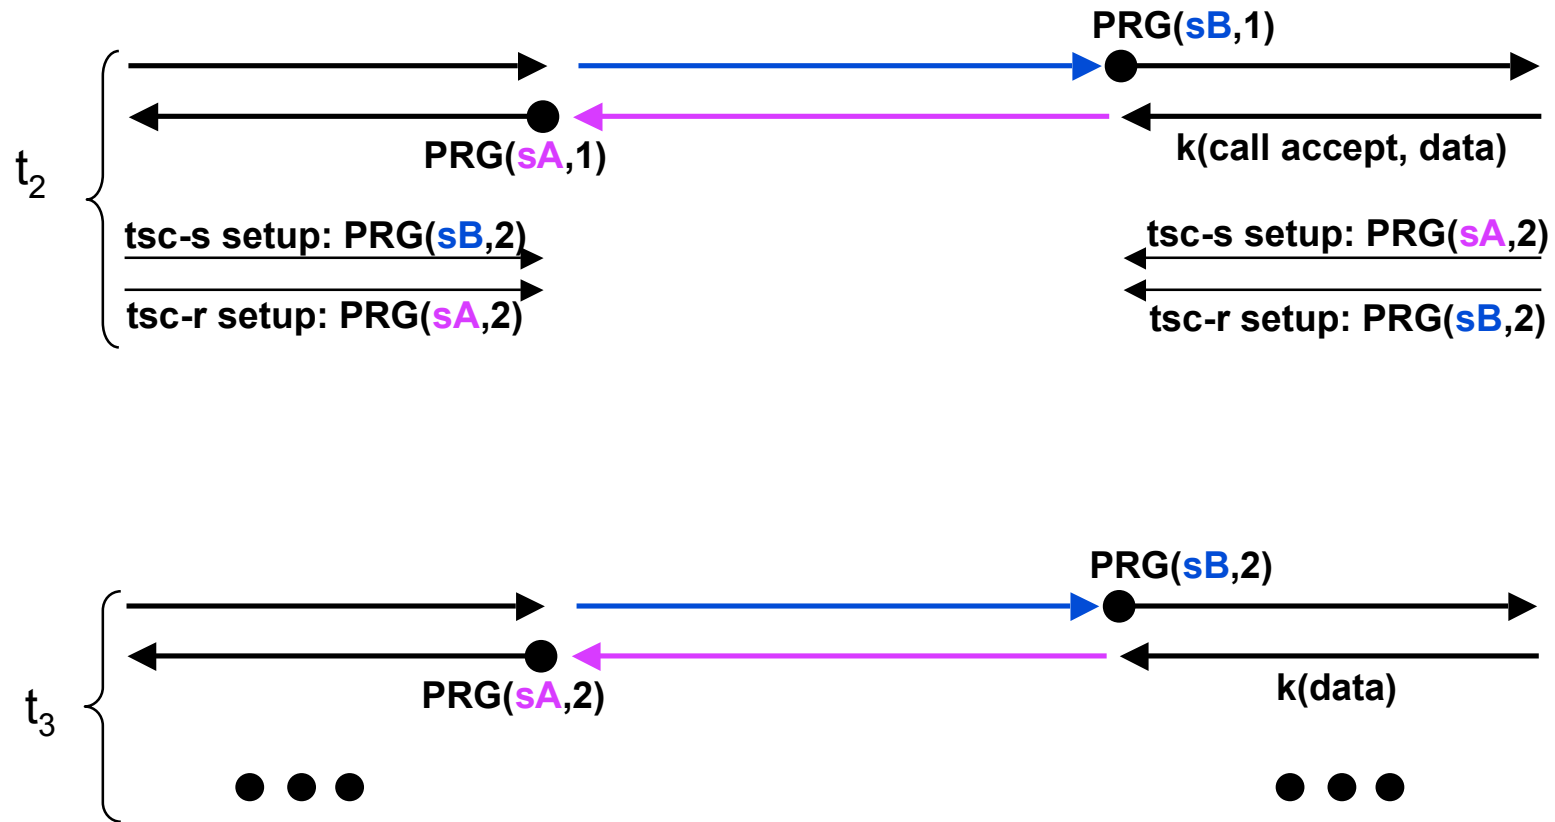 PRG(sB,1)
PRG(sA,1)
k(call accept, data)
t2
tsc-s setup: PRG(sB,2)
tsc-s setup: PRG(sA,2)
tsc-r setup: PRG(sA,2)
tsc-r setup: PRG(sB,2)
PRG(sB,2)
PRG(sA,2)
k(data)
t3